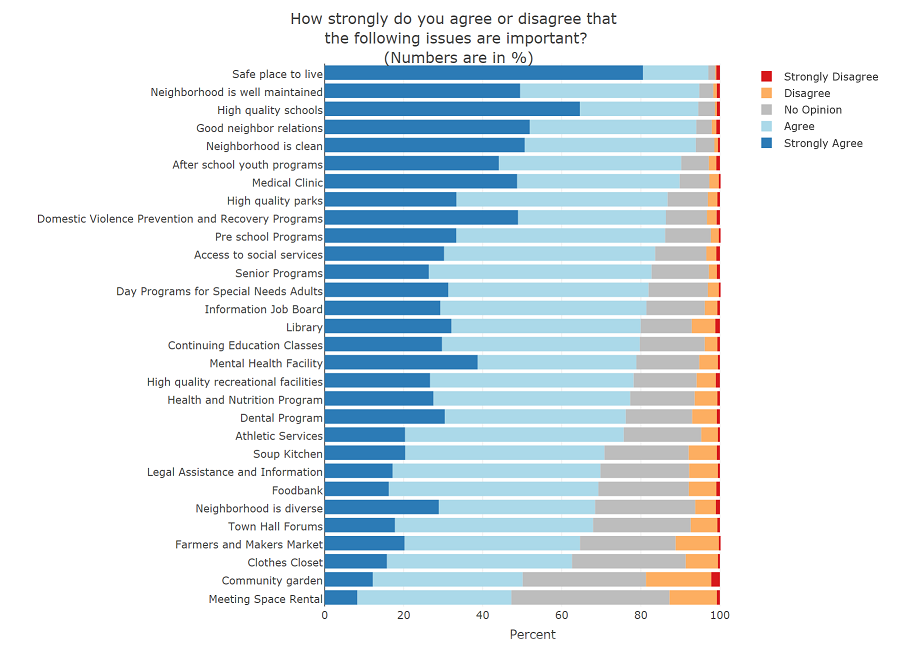 How strongly do you agree or disagree that
the following issues are important?
(Numbers are in %)
Safe place to live
Neighborhood is well maintained
High quality schools
Good neighbor relations
Neighborhood is clean
After school youth programs
Medical Clinic
High quality parks
Domestic Violence Prevention and Recovery Programs
Pre school Programs
Access to social services
Senior Programs
Day Programs for Special Needs Adults
Information Job Board
Library
Continuing Education Classes
Mental Health Facility
High quality recreational facilities
Health and Nutrition Program
Dental Program
Athletic Services
Soup Kitchen
Legal Assistance and Information
Foodbank
Neighborhood is diverse
Town Hall Forums
Farmers and Makers Market
Clothes Closet
Community garden
Meeting Space Rental
0 20 40 60 80 100
Percent
Strongly Disagree
Disagree
No Opinion
Agree
Strongly Agree